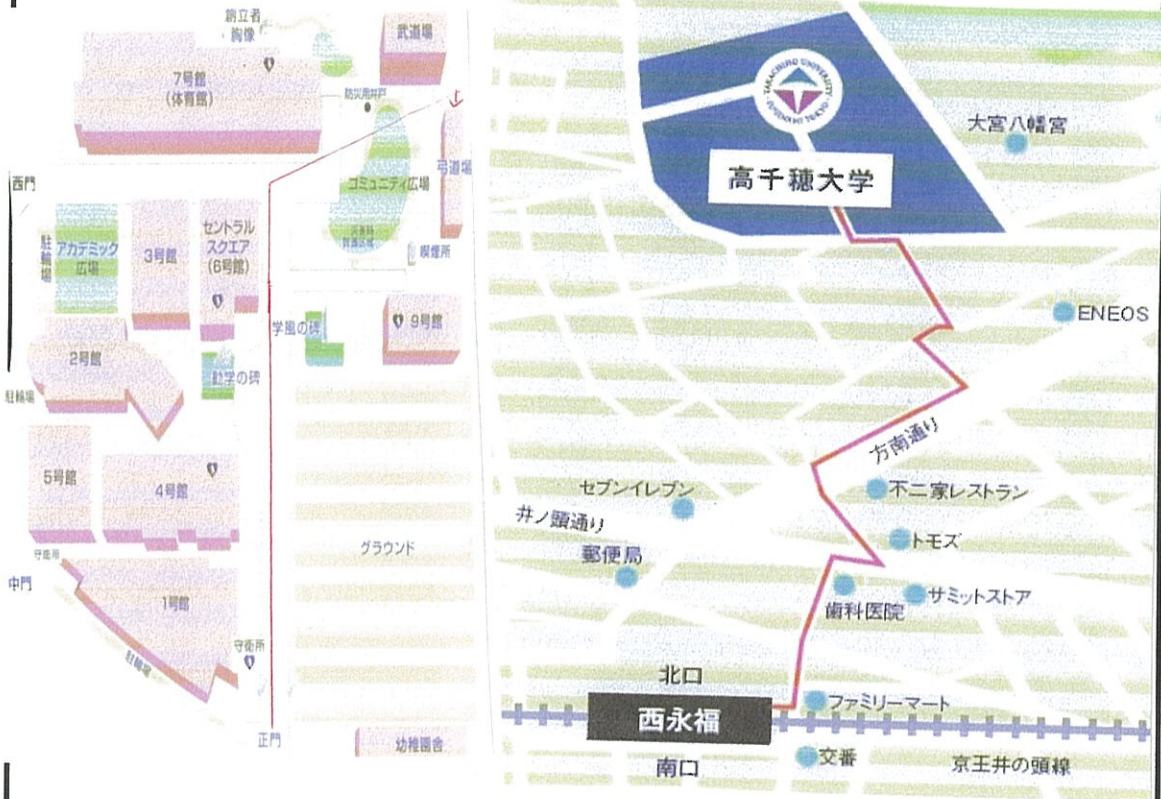 創立者
胸像
武道場
7号館
(体育館)
防災用井戸
弓道場
コミュニティ広場
西門
駐輪場
アカデミック
広場
3号館
セントラル
スクエア
(6号館)
喫煙所
学風の碑
9号館
2号館
勧学の碑
駐輪場
5号館
4号館
グラウンド
守衛所
中門
1号館
守衛所
駐輪場
正門
幼稚園舎
TAKACHIHO UNIVERSITY
SUGINAMI TOKYO
高千穂大学
大宮八幡宮
ENEOS
方南通り
セブンイレブン
不二家レストラン
井ノ頭通り
トモズ
郵便局
サミットストア
歯科医院
北口
ファミリーマート
西永福
交番
京王井の頭線
南口